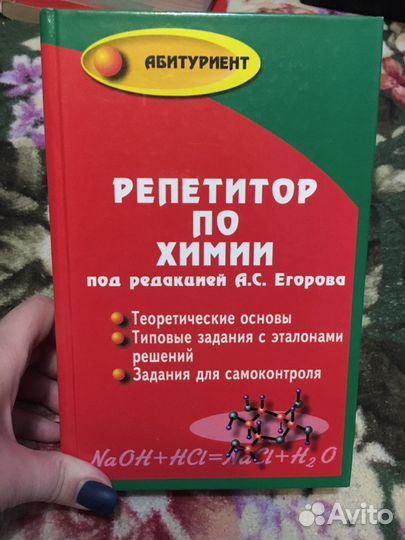 АБИТУРИЕНТ
РЕПЕТИТОР
ПО
ХИМИИ
под редакцией А.С. Егорова
Теоретические основы
Типовые задания с эталонами
решений
Задания для самоконтроля
NaOH+HCl=NaCl+H₂O
Avito